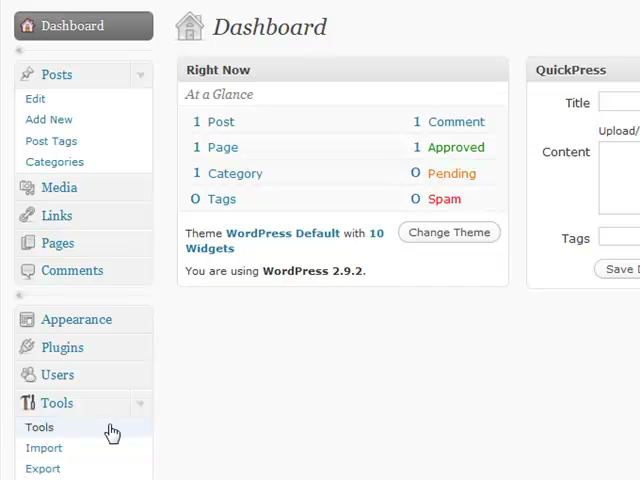 Dashboard
Posts
Edit
Add New
Post Tags
Categories
Media
Links
Pages
Comments
Appearance
Plugins
Users
Tools
Tools
Import
Export
Dashboard
Right Now
At a Glance
1 Post 1 Comment
1 Page 1 Approved
1 Category 0 Pending
0 Tags 0 Spam
Theme WordPress Default with 10
Widgets
Change Theme
You are using WordPress 2.9.2.
QuickPress
Title
Upload/
Content
Tags
Save